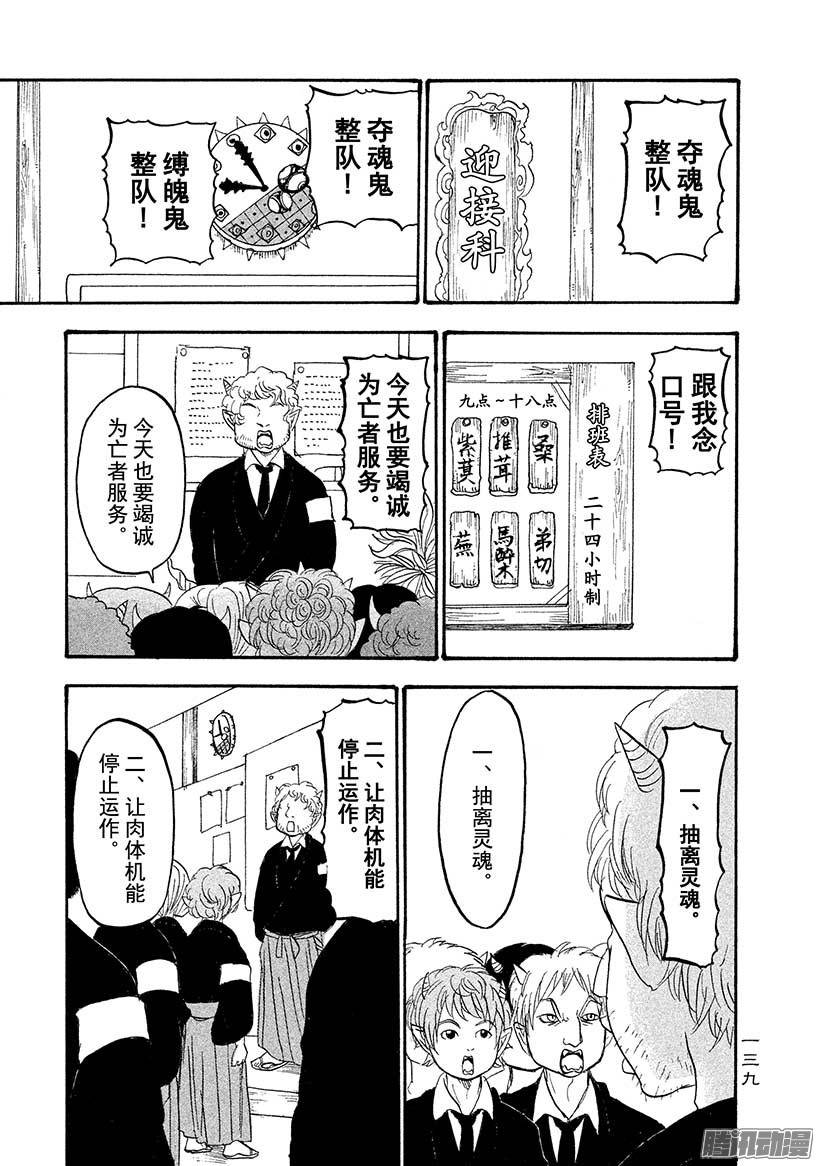 夺魂鬼
整队！
迎接科
夺魂鬼
整队！
缚魄鬼
整队！
跟我念
口号！
排班表
二十四小时制
九点～十八点
桑
推茸
紫萁
弟切
馬酔木
蕪
今天也要竭诚
为亡者服务。
今天也要竭诚
为亡者服务。
一、抽离灵魂。
一、抽离灵魂。
二、让肉体机能
停止运作。
二、让肉体机能
停止运作。
一三九
腾讯动漫